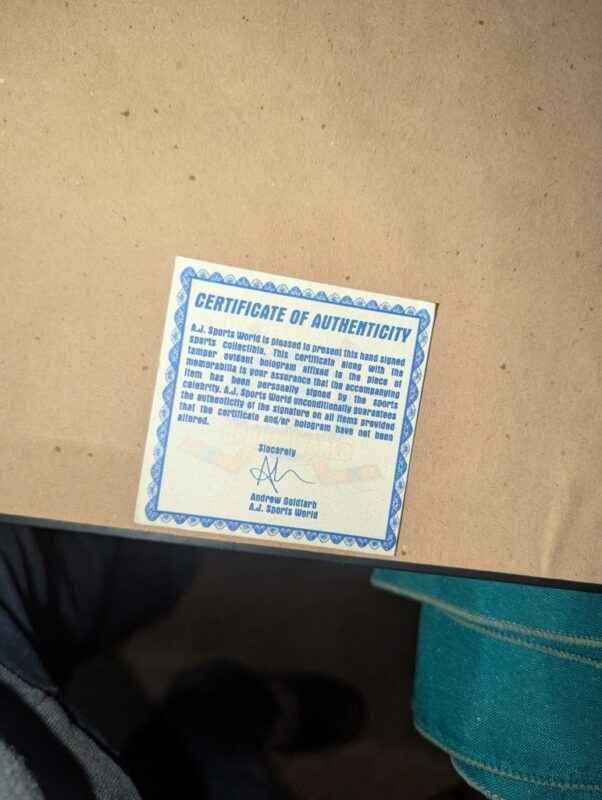 CERTIFICATE OF AUTHENTICITY
A.J. Sports World is pleased to present this hand signed
sports collectible. This certificate along with the
tamper evident hologram affixed to the piece of
memorabilia is your assurance that the accompanying
item has been personally signed by the sports
celebrity. A.J. Sports World unconditionally guarantees
the authenticity of the signature on all items provided
that the certificate and/or hologram have not been
altered.
Sincerely
Andrew Goldfarb
A.J. Sports World